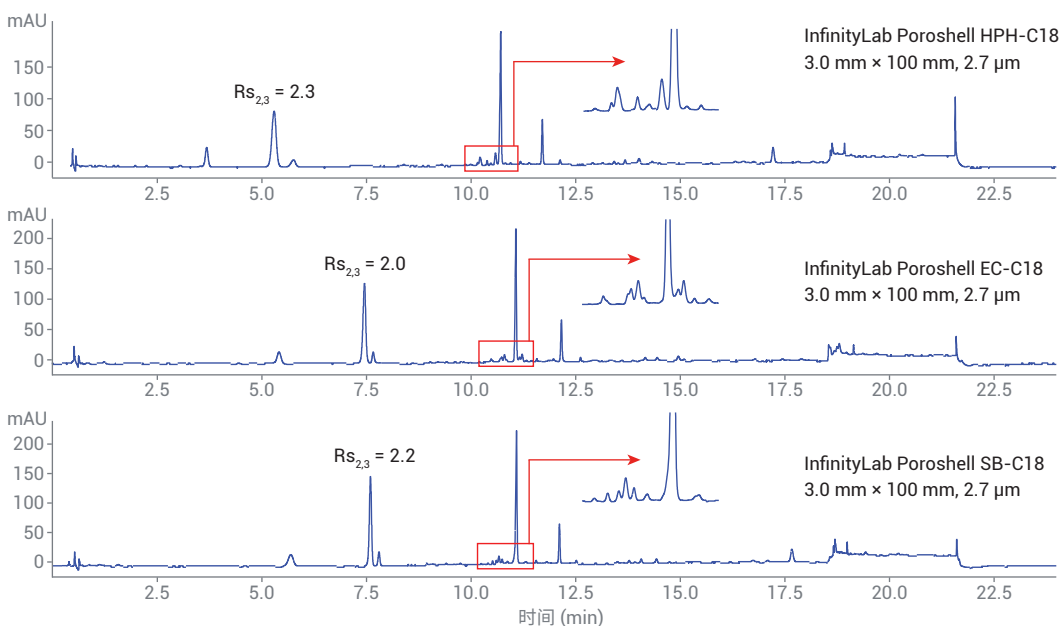 mAU
InfinityLab Poroshell HPH-C18
3.0 mm × 100 mm, 2.7 µm
150
Rs2,3 = 2.3
100
50
0
2.5 5.0 7.5 10.0 12.5 15.0 17.5 20.0 22.5
mAU
200
Rs2,3 = 2.0
InfinityLab Poroshell EC-C18
3.0 mm × 100 mm, 2.7 µm
150
100
50
0
2.5 5.0 7.5 10.0 12.5 15.0 17.5 20.0 22.5
mAU
200
Rs2,3 = 2.2
InfinityLab Poroshell SB-C18
3.0 mm × 100 mm, 2.7 µm
150
100
50
0
2.5 5.0 7.5 10.0 12.5 15.0 17.5 20.0 22.5
时间 (min)